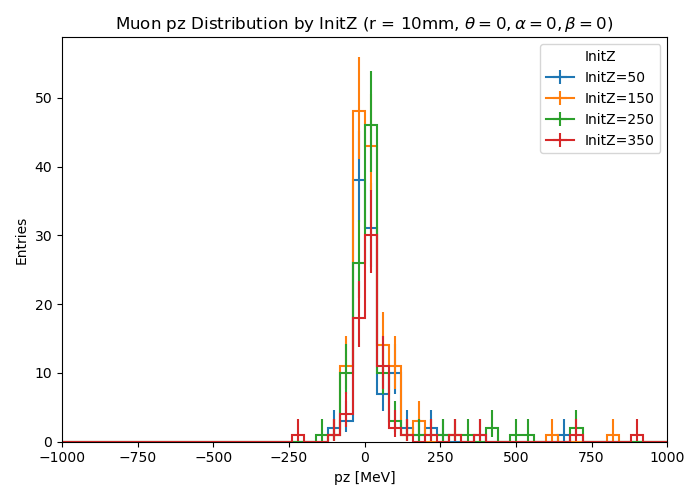 Muon pz Distribution by InitZ (r = 10mm, θ = 0, α = 0, β = 0)
InitZ
InitZ=50
InitZ=150
InitZ=250
InitZ=350
Entries
50
40
30
20
10
0
−1000 −750 −500 −250 0 250 500 750 1000
pz [MeV]